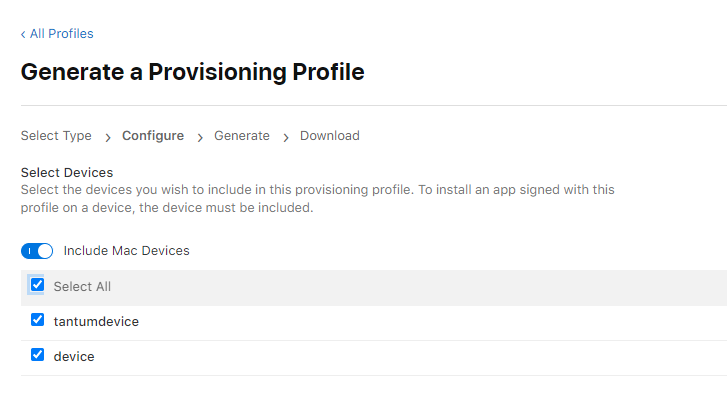 ‹ All Profiles
Generate a Provisioning Profile
Select Type › Configure › Generate › Download
Select Devices
Select the devices you wish to include in this provisioning profile. To install an app signed with this
profile on a device, the device must be included.
Include Mac Devices
Select All
tantumdevice
device